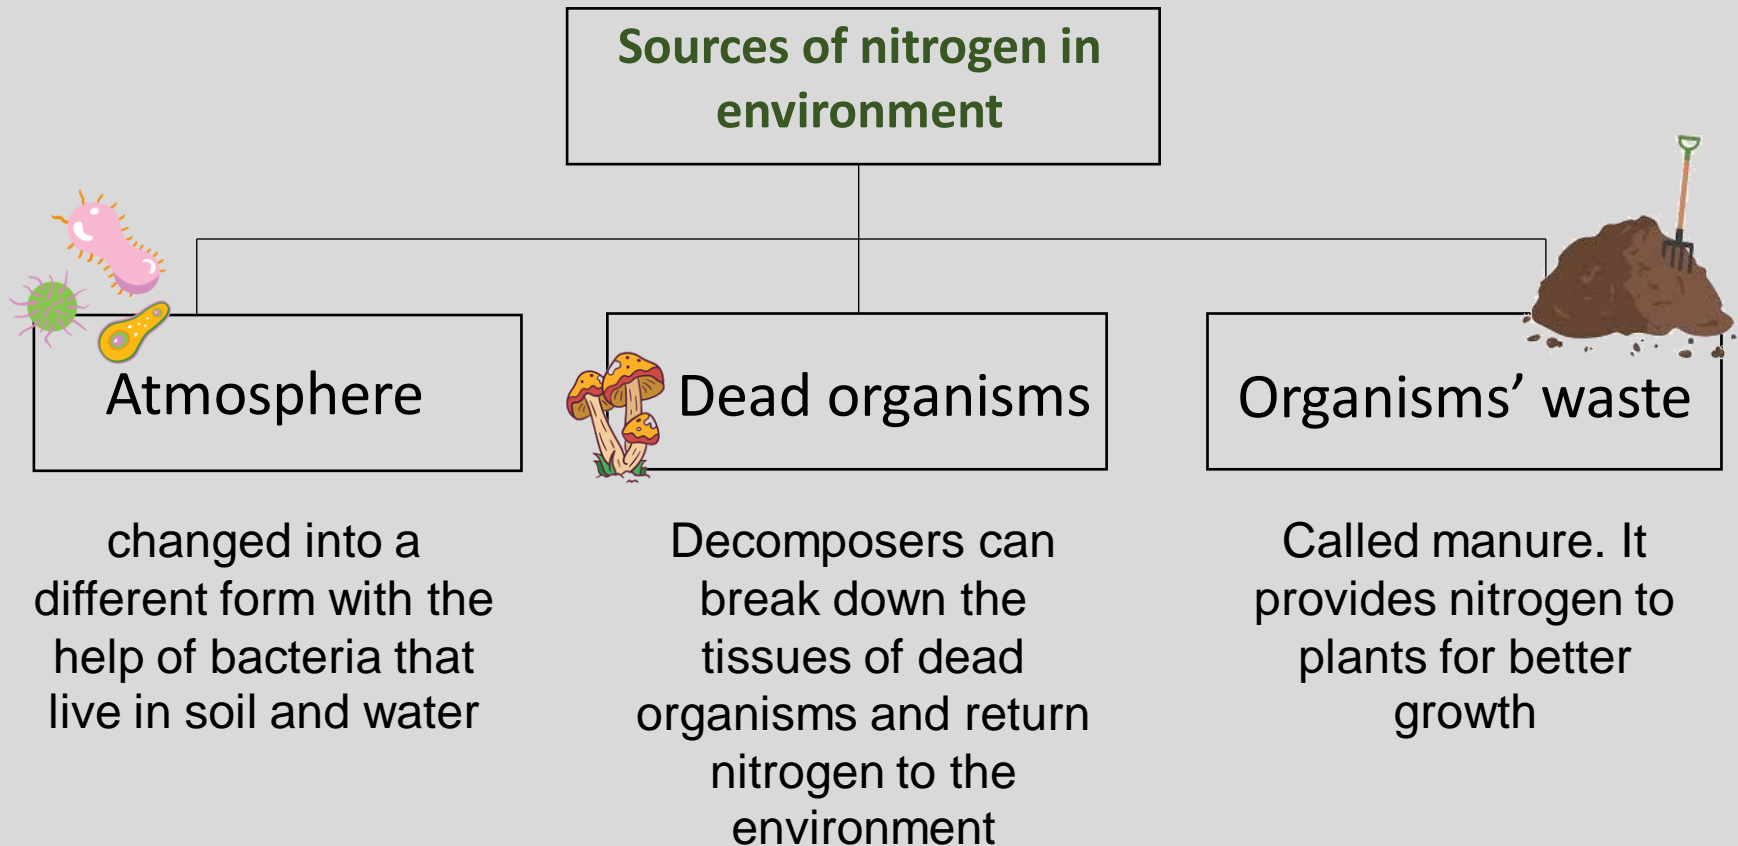 Sources of nitrogen in
environment
Atmosphere
changed into a
different form with the
help of bacteria that
live in soil and water
Dead organisms
Decomposers can
break down the
tissues of dead
organisms and return
nitrogen to the
environment
Organisms’ waste
Called manure. It
provides nitrogen to
plants for better
growth